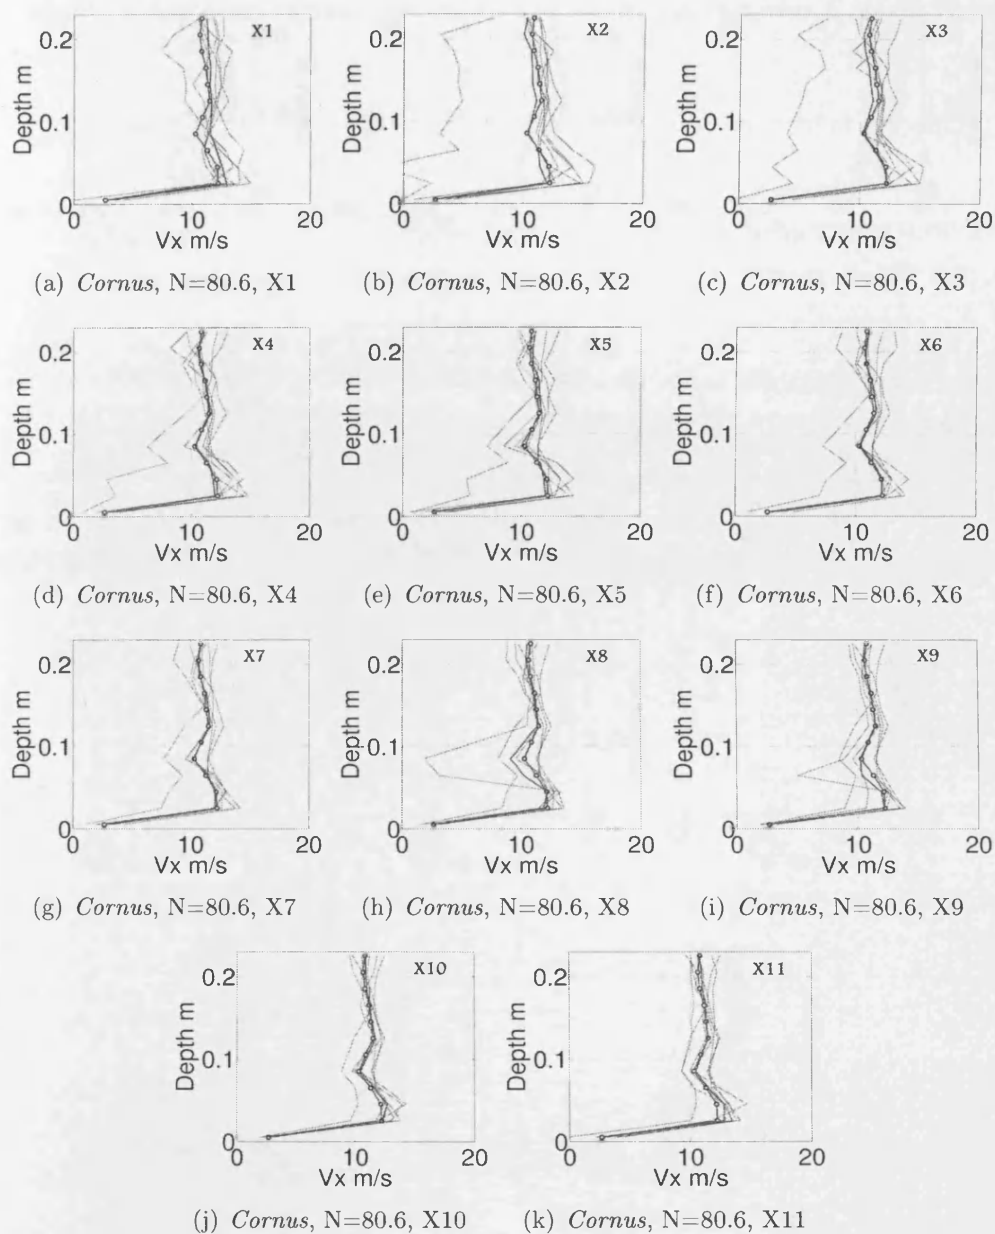 X1 X2 X3
0.2 0.2 0.2
Depth m Depth m Depth m
0.1 0.1 0.1
0 0 0
0 10 20 0 10 20 0 10 20
Vx m/s Vx m/s Vx m/s
(a) Cornus, N=80.6, X1 (b) Cornus, N=80.6, X2 (c) Cornus, N=80.6, X3
X4 X5 X6
0.2 0.2 0.2
Depth m Depth m Depth m
0.1 0.1 0.1
0 0 0
0 10 20 0 10 20 0 10 20
Vx m/s Vx m/s Vx m/s
(d) Cornus, N=80.6, X4 (e) Cornus, N=80.6, X5 (f) Cornus, N=80.6, X6
X7 X8 X9
0.2 0.2 0.2
Depth m Depth m Depth m
0.1 0.1 0.1
0 0 0
0 10 20 0 10 20 0 10 20
Vx m/s Vx m/s Vx m/s
(g) Cornus, N=80.6, X7 (h) Cornus, N=80.6, X8 (i) Cornus, N=80.6, X9
X10 X11
0.2 0.2
Depth m Depth m
0.1 0.1
0 0
0 10 20 0 10 20
Vx m/s Vx m/s
(j) Cornus, N=80.6, X10 (k) Cornus, N=80.6, X11